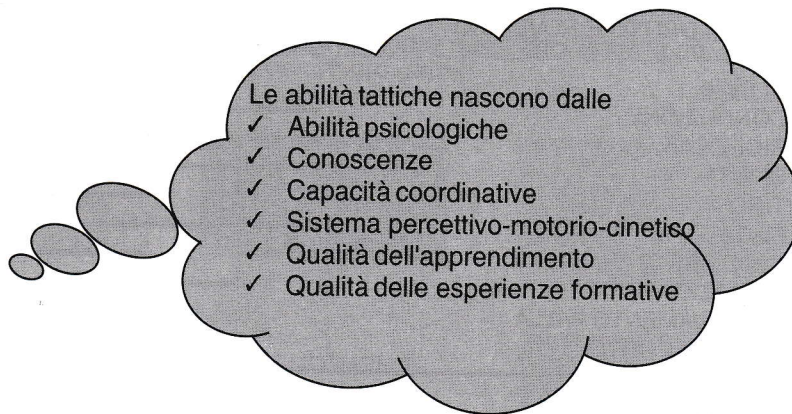 Le abilità tattiche nascono dalle
✓ Abilità psicologiche
✓ Conoscenze
✓ Capacità coordinative
✓ Sistema percettivo-motorio-cinetico
✓ Qualità dell'apprendimento
✓ Qualità delle esperienze formative